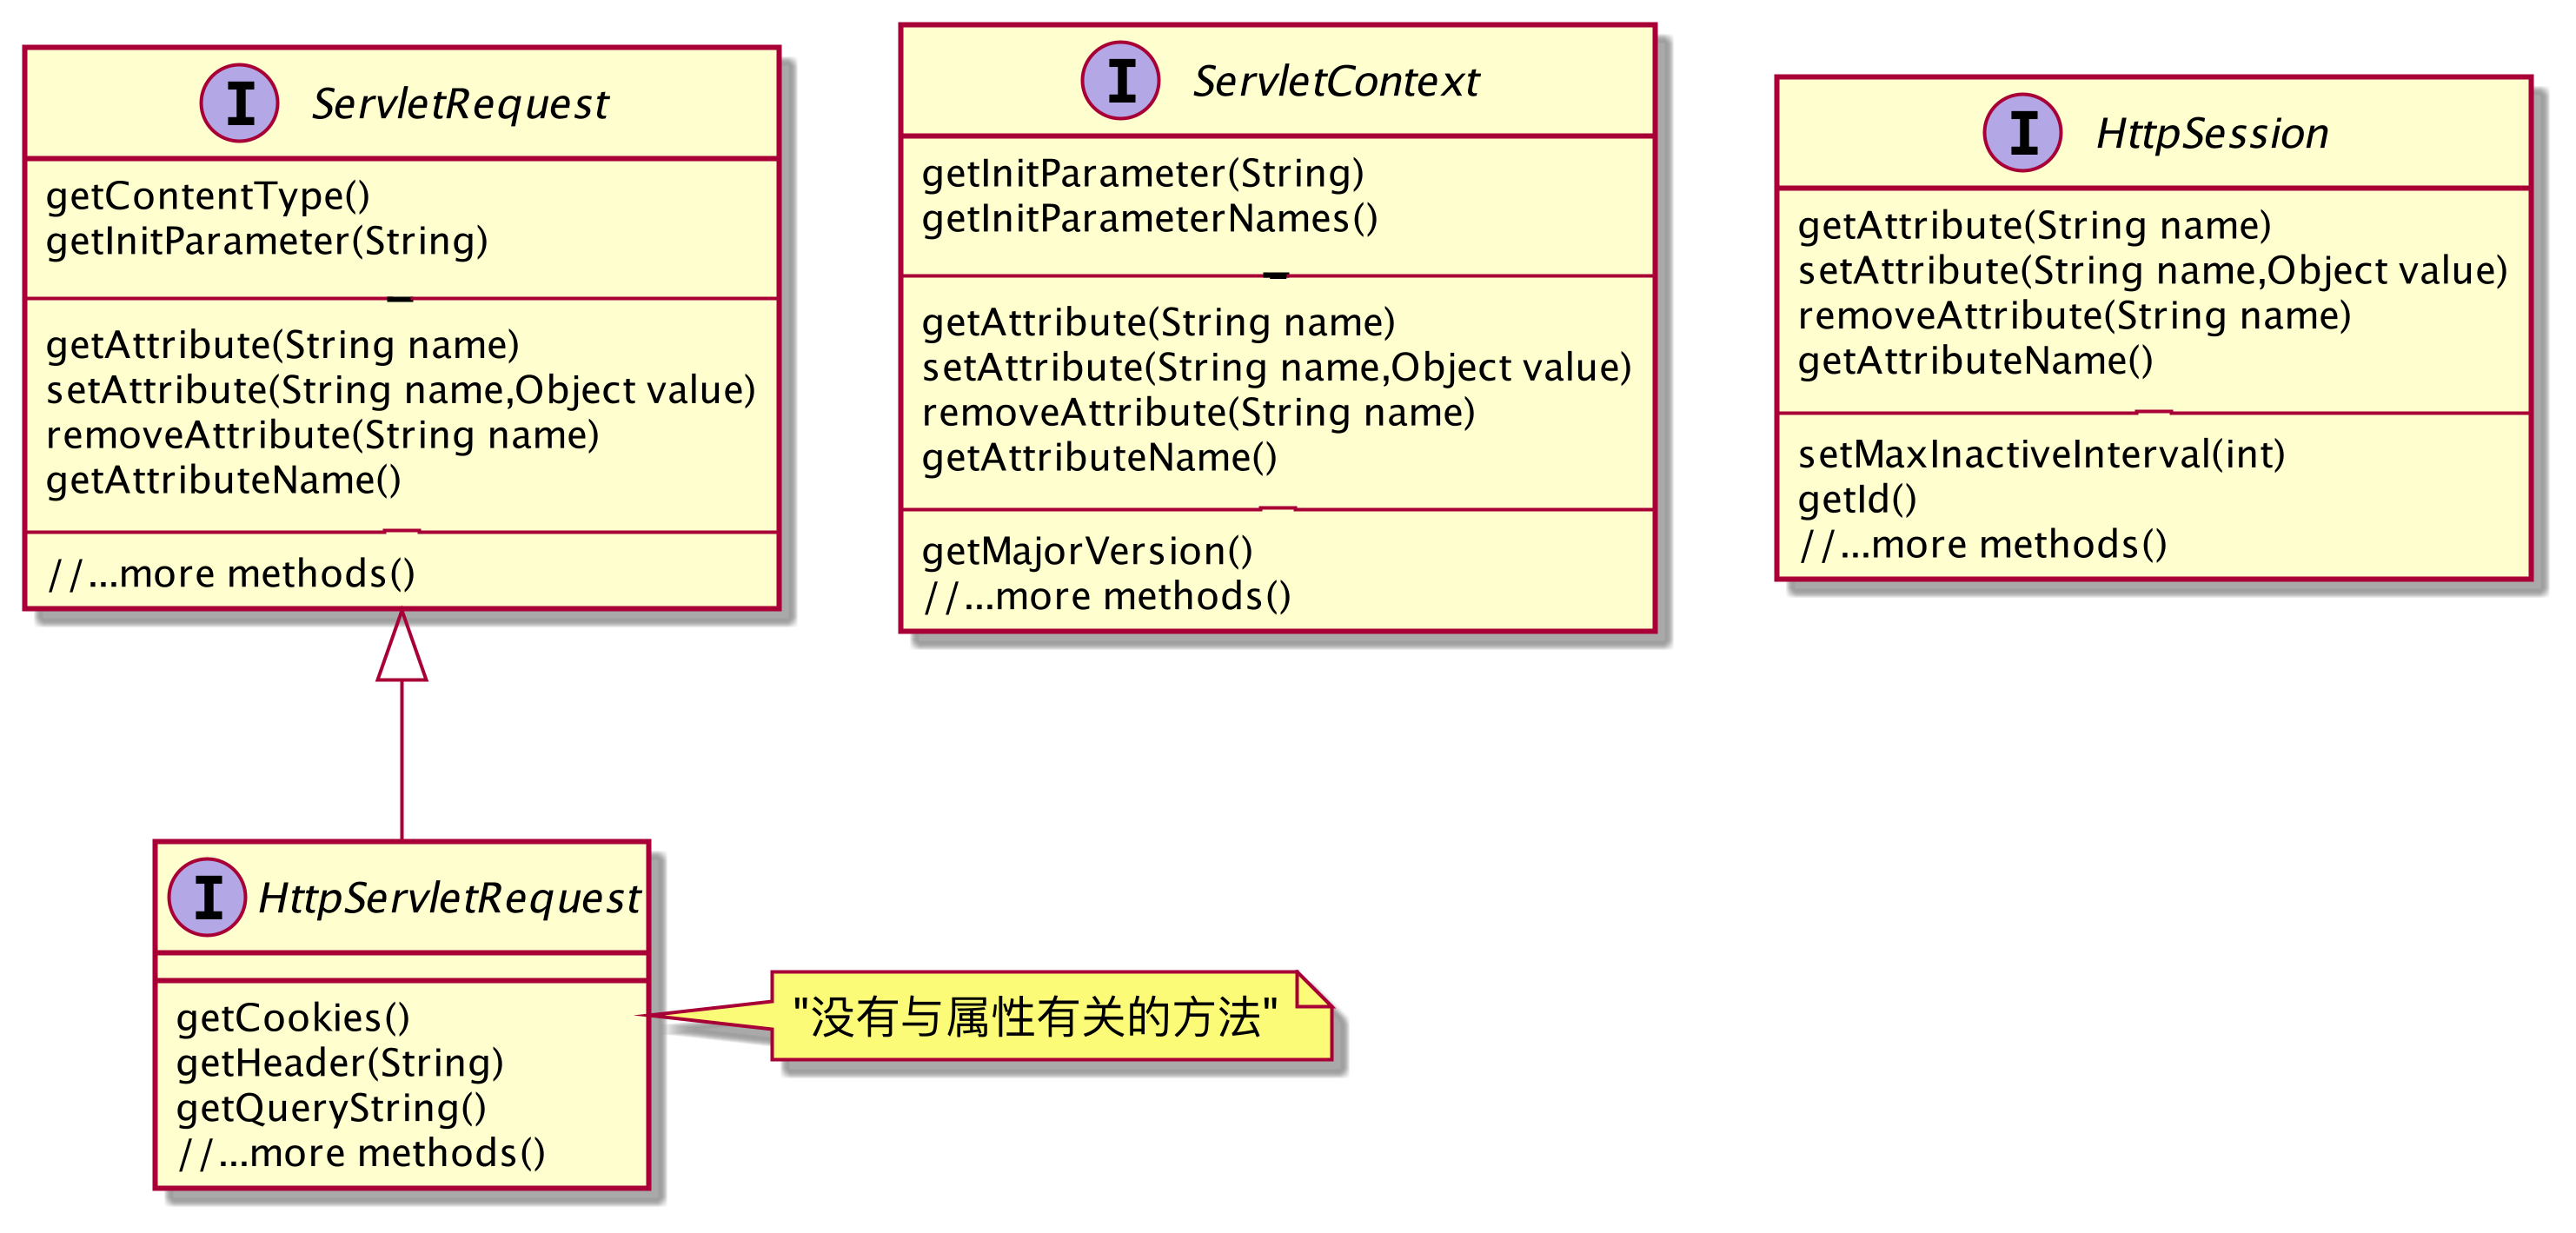 I ServletRequest
getContentType()
getInitParameter(String)
getAttribute(String name)
setAttribute(String name,Object value)
removeAttribute(String name)
getAttributeName()
//...more methods()
I ServletContext
getInitParameter(String)
getInitParameterNames()
getAttribute(String name)
setAttribute(String name,Object value)
removeAttribute(String name)
getAttributeName()
getMajorVersion()
//...more methods()
I HttpSession
getAttribute(String name)
setAttribute(String name,Object value)
removeAttribute(String name)
getAttributeName()
setMaxInactiveInterval(int)
getId()
//...more methods()
I HttpServletRequest
getCookies()
getHeader(String)
getQueryString()
//...more methods()
"没有与属性有关的方法"